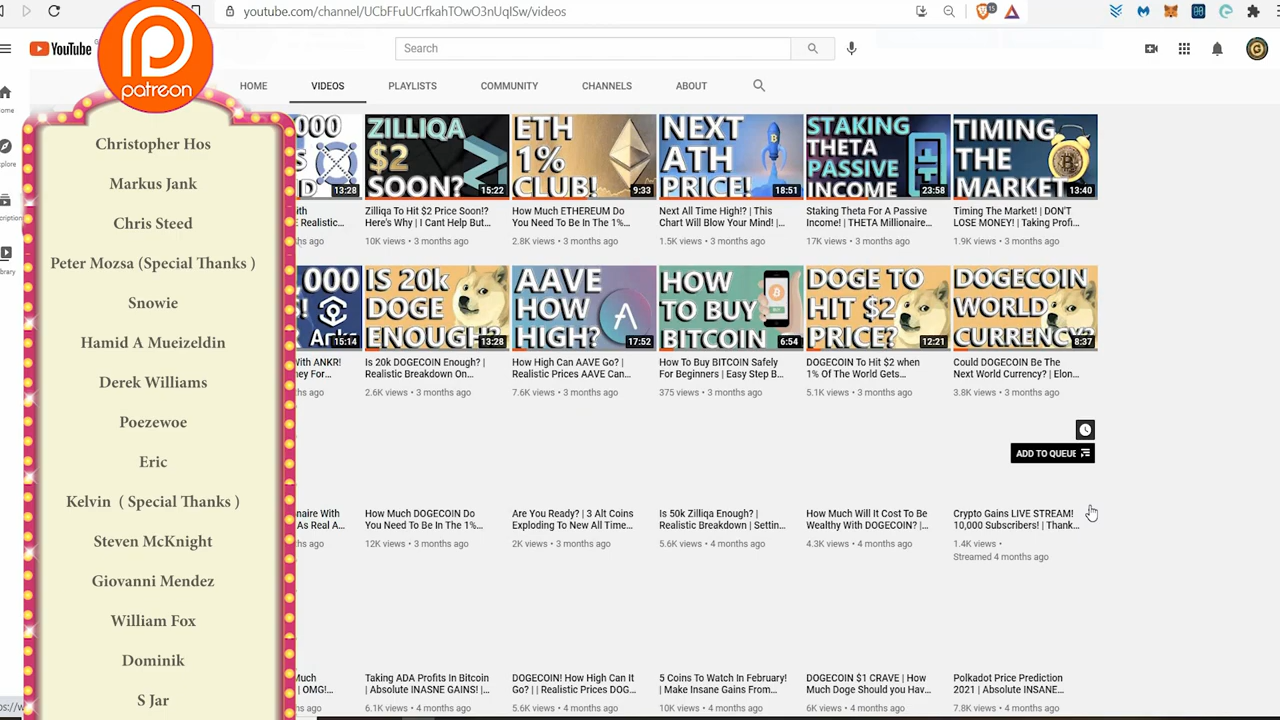 youtube.com/channel/UCbFFuUCrfkahTOwO3nUqISw/videos
15
YouTube
Search
patreon
HOME
VIDEOS
PLAYLISTS
COMMUNITY
CHANNELS
ABOUT
Christopher Hos
Markus Jank
Chris Steed
Peter Mozsa (Special Thanks )
Snowie
Hamid A Mueizeldin
Derek Williams
Poezewoe
Eric
Kelvin ( Special Thanks )
Steven McKnight
Giovanni Mendez
William Fox
Dominik
S Jar
13:28
ZILLIQA
$2
SOON?
15:22
ETH
1%
CLUB!
9:33
NEXT
ATH
PRICE!
18:51
STAKING
THETA
PASSIVE
INCOME
23:58
TIMING
THE
MARKET
13:40
Zilliqa To Hit $2 Price Soon!?
Here's Why | I Cant Help But...
10K views • 3 months ago
How Much ETHEREUM Do
You Need To Be In The 1%...
2.8K views • 3 months ago
Next All Time High!? | This
Chart Will Blow Your Mind! |...
1.5K views • 3 months ago
Staking Theta For A Passive
Income! | THETA Millionaire...
17K views • 3 months ago
Timing The Market! | DON'T
LOSE MONEY! | Taking Profi...
1.9K views • 3 months ago
15:14
IS 20k
DOGE
ENOUGH?
13:28
AAVE
HOW
HIGH?
17:52
HOW
TO BUY
BITCOIN
6:54
DOGE TO
HIT $2
PRICE?
12:21
DOGECOIN
WORLD
CURRENCY?
8:37
With ANKR!
Is 20k DOGECOIN Enough? |
Realistic Breakdown On...
2.6K views • 3 months ago
How High Can AAVE Go? |
Realistic Prices AAVE Can...
7.6K views • 3 months ago
How To Buy BITCOIN Safely
For Beginners | Easy Step B...
375 views • 3 months ago
DOGECOIN To Hit $2 when
1% Of The World Gets...
5.1K views • 3 months ago
Could DOGECOIN Be The
Next World Currency? | Elon...
3.8K views • 3 months ago
ADD TO QUEUE
naire With
As Real A...
How Much DOGECOIN Do
You Need To Be In The 1%...
12K views • 3 months ago
Are You Ready? | 3 Alt Coins
Exploding To New All Time...
2K views • 3 months ago
Is 50k Zilliqa Enough? |
Realistic Breakdown | Settin...
5.6K views • 4 months ago
How Much Will It Cost To Be
Wealthy With DOGECOIN? |...
4.3K views • 4 months ago
Crypto Gains LIVE STREAM!
10,000 Subscribers! | Thank...
1.4K views •
Streamed 4 months ago
Much
| OMG!...
Taking ADA Profits In Bitcoin
| Absolute INASNE GAINS! |...
6.1K views • 4 months ago
DOGECOIN! How High Can It
Go? | | Realistic Prices DOG...
5.6K views • 4 months ago
5 Coins To Watch In February!
| Make Insane Gains From...
10K views • 4 months ago
DOGECOIN $1 CRAVE | How
Much Doge Should you Hav...
6K views • 4 months ago
Polkadot Price Prediction
2021 | Absolute INSANE...
7.8K views • 4 months ago